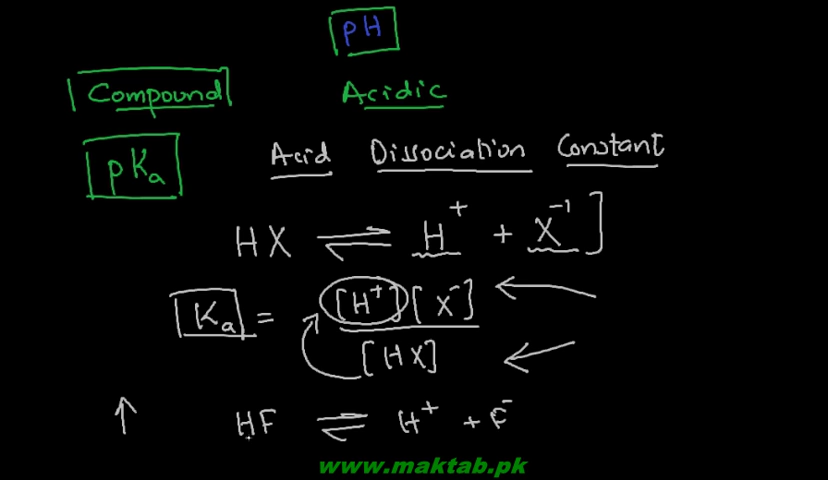 pH
Compound Acidic
pKₐ Acid Dissociation Constant
HX ⇌ H⁺ + X⁻¹]
Kₐ = [H⁺][X⁻]
[HX]
↑ HF ⇌ H⁺ + F⁻
www.maktab.pk